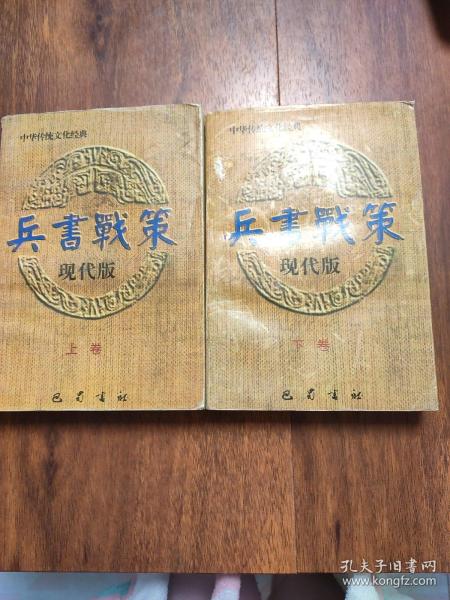 中华传统文化经典
兵書戰策
现代版
上卷
巴蜀书社
中华传统文化经典
兵書戰策
现代版
下卷
巴蜀书社
孔夫子旧书网
www.kongfz.com